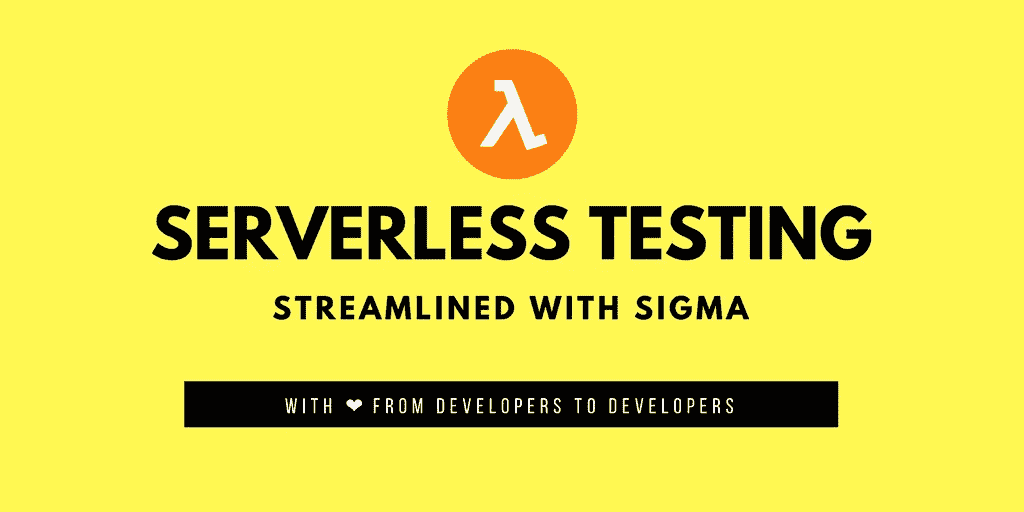 λ
SERVERLESS TESTING
STREAMLINED WITH SIGMA
WITH ❤ FROM DEVELOPERS TO DEVELOPERS